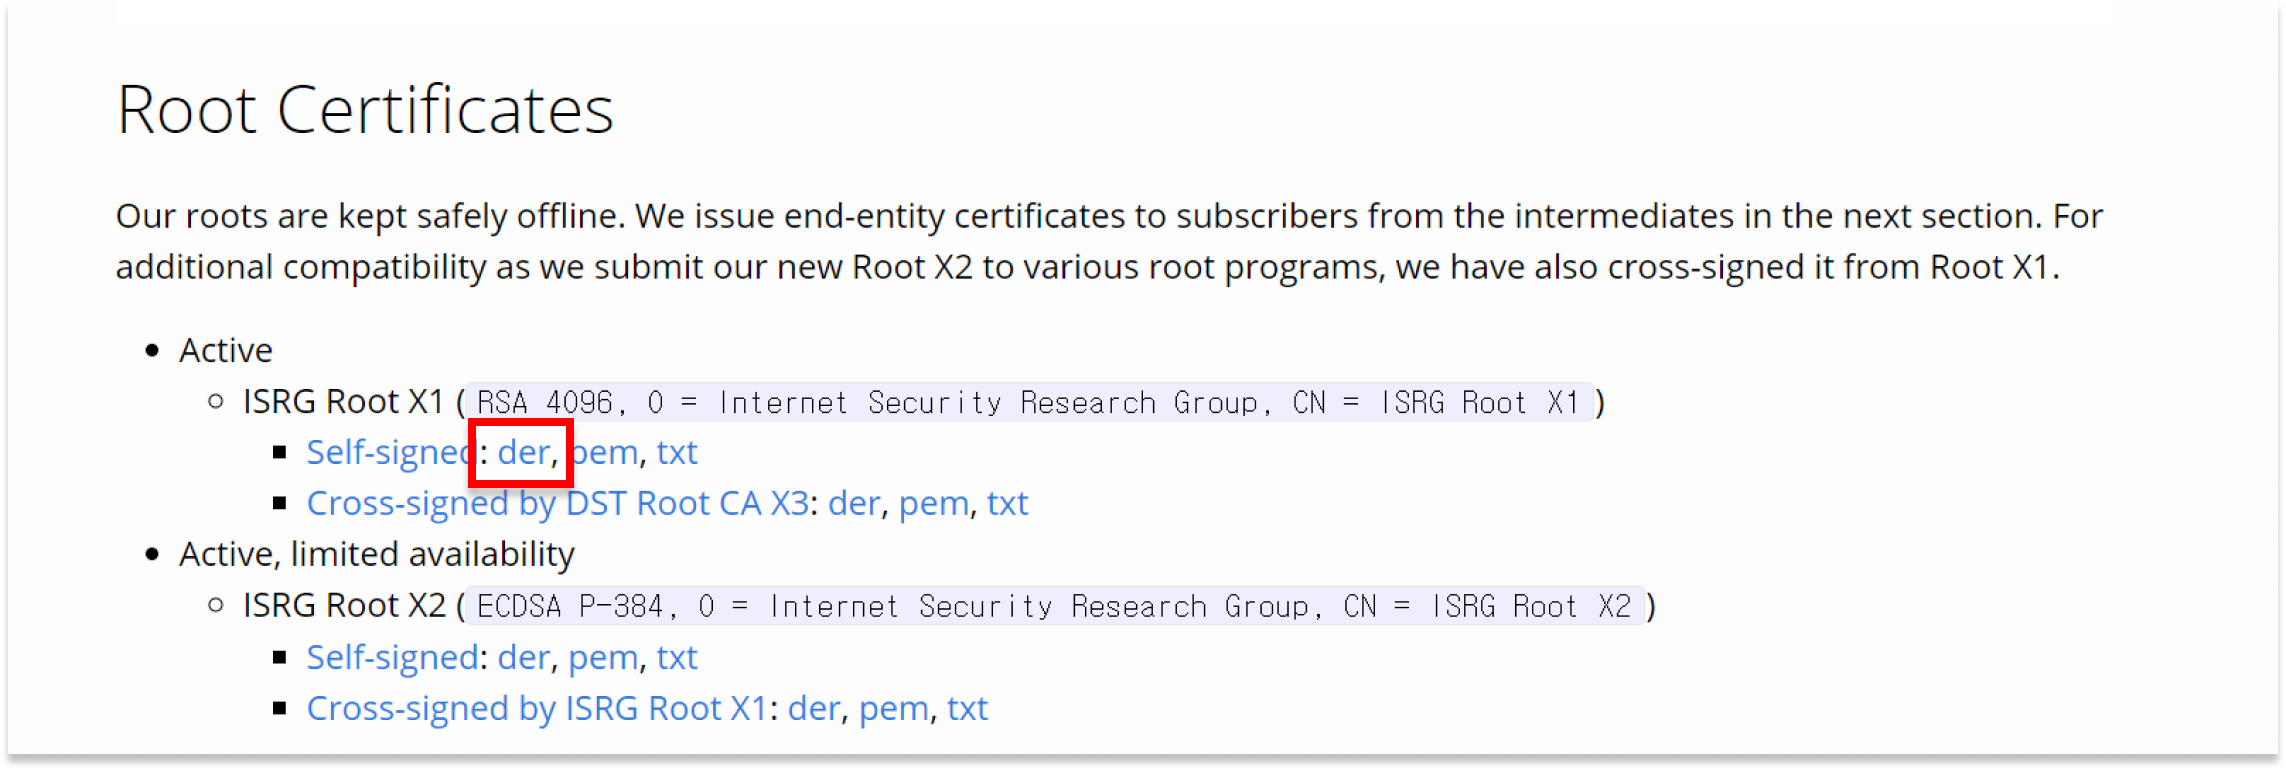 Root Certificates
Our roots are kept safely offline. We issue end-entity certificates to subscribers from the intermediates in the next section. For
additional compatibility as we submit our new Root X2 to various root programs, we have also cross-signed it from Root X1.
Active
ISRG Root X1 (RSA 4096, O = Internet Security Research Group, CN = ISRG Root X1)
Self-signed: der, pem, txt
Cross-signed by DST Root CA X3: der, pem, txt
Active, limited availability
ISRG Root X2 (ECDSA P-384, O = Internet Security Research Group, CN = ISRG Root X2)
Self-signed: der, pem, txt
Cross-signed by ISRG Root X1: der, pem, txt